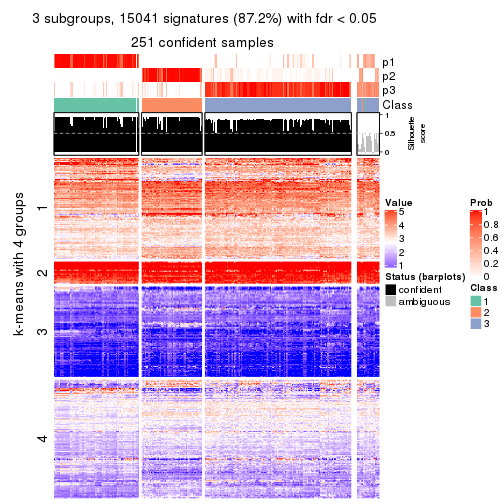 3 subgroups, 15041 signatures (87.2%) with fdr < 0.05
251 confident samples
p1
p2
p3
Class
1
0.5
0
Silhouette
score
k-means with 4 groups
1
2
3
4
Value
5
4
3
2
1
Prob
1
0.8
0.6
0.4
0.2
0
Status (barplots)
confident
ambiguous
Class
1
2
3